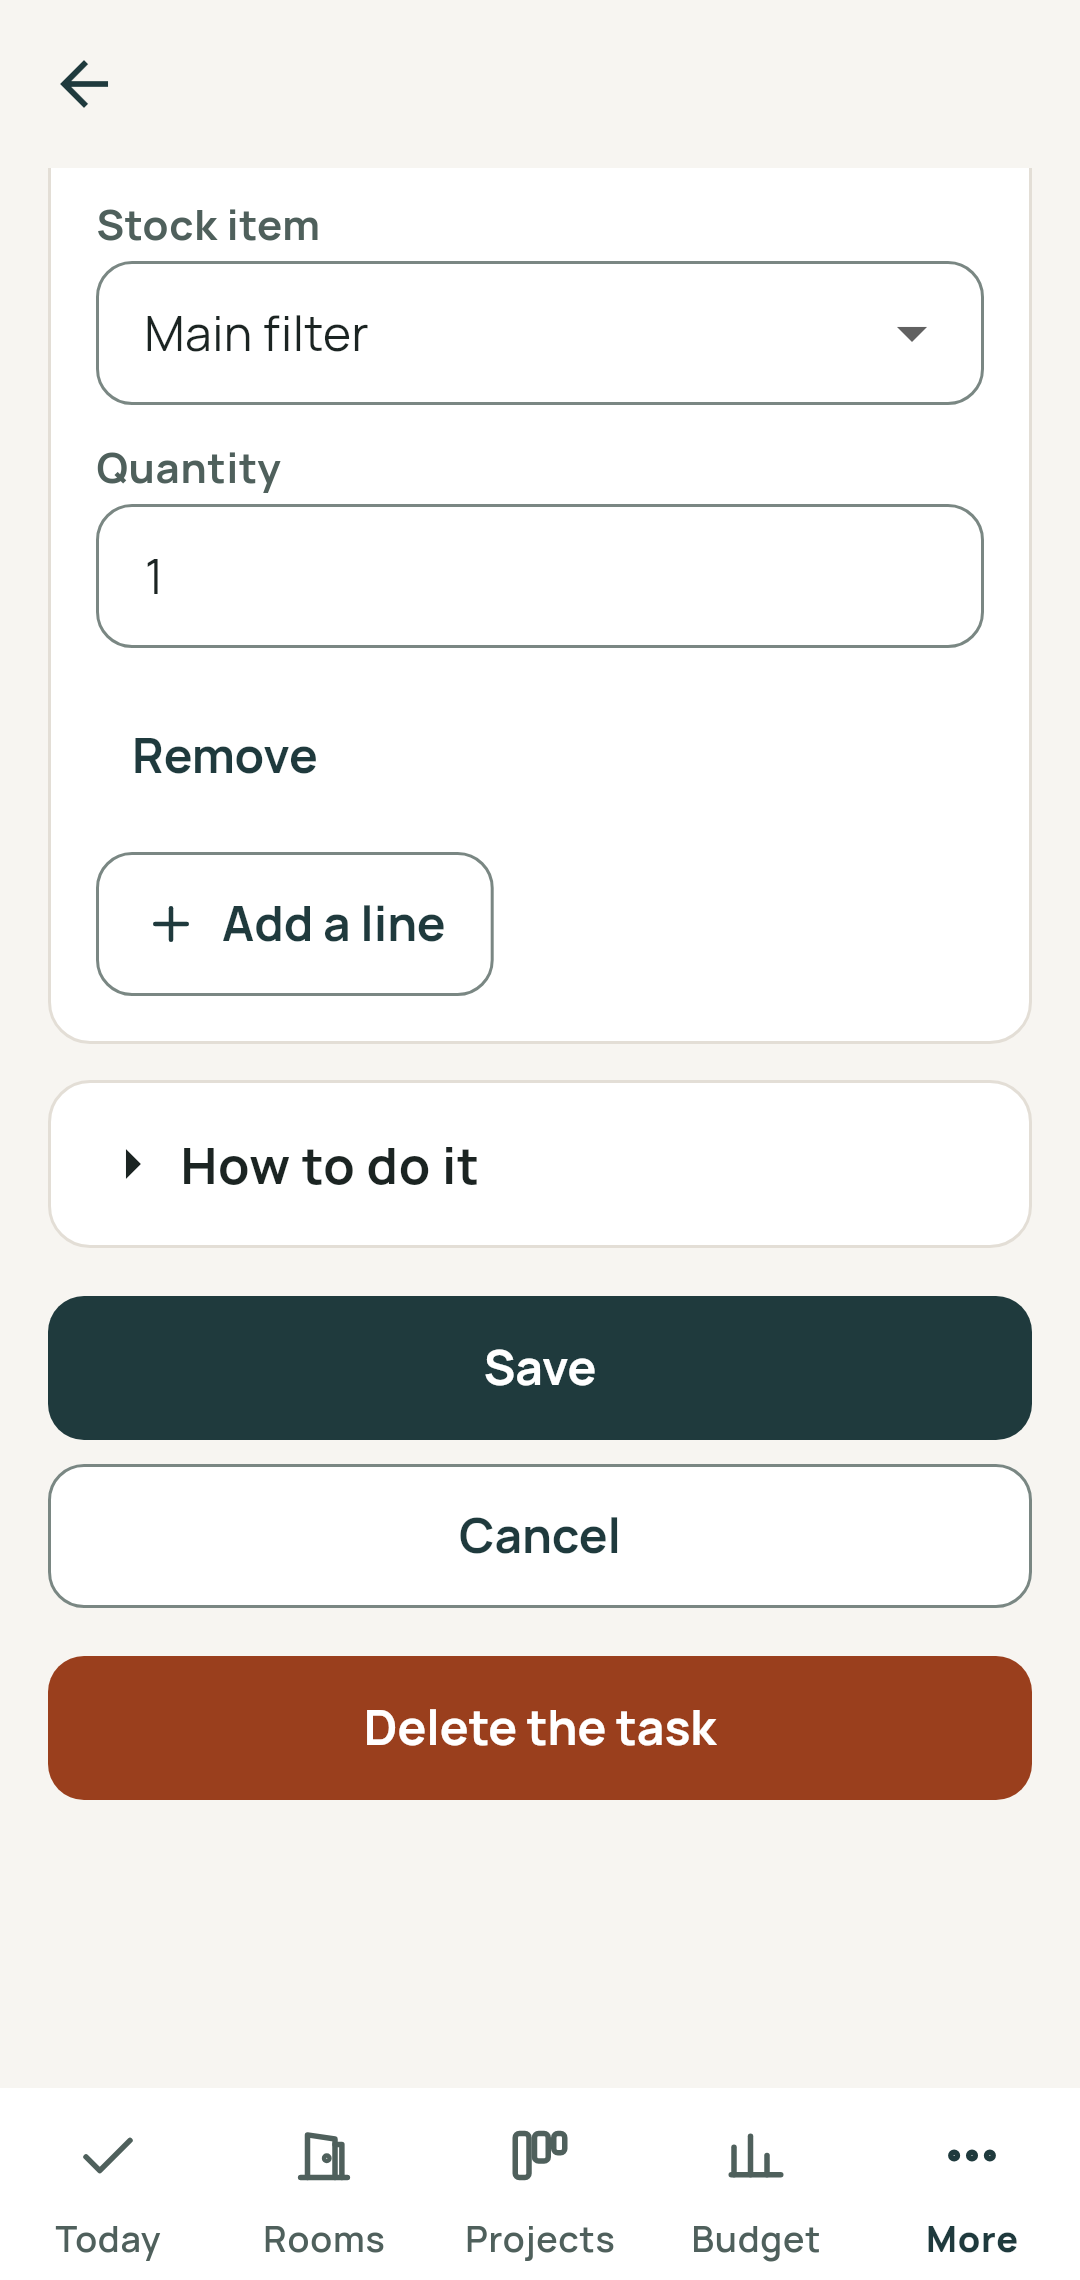 Stock item
Main filter
Quantity
1
Remove
Add a line
How to do it
Save
Cancel
Delete the task
Today
Rooms
Projects
Budget
More